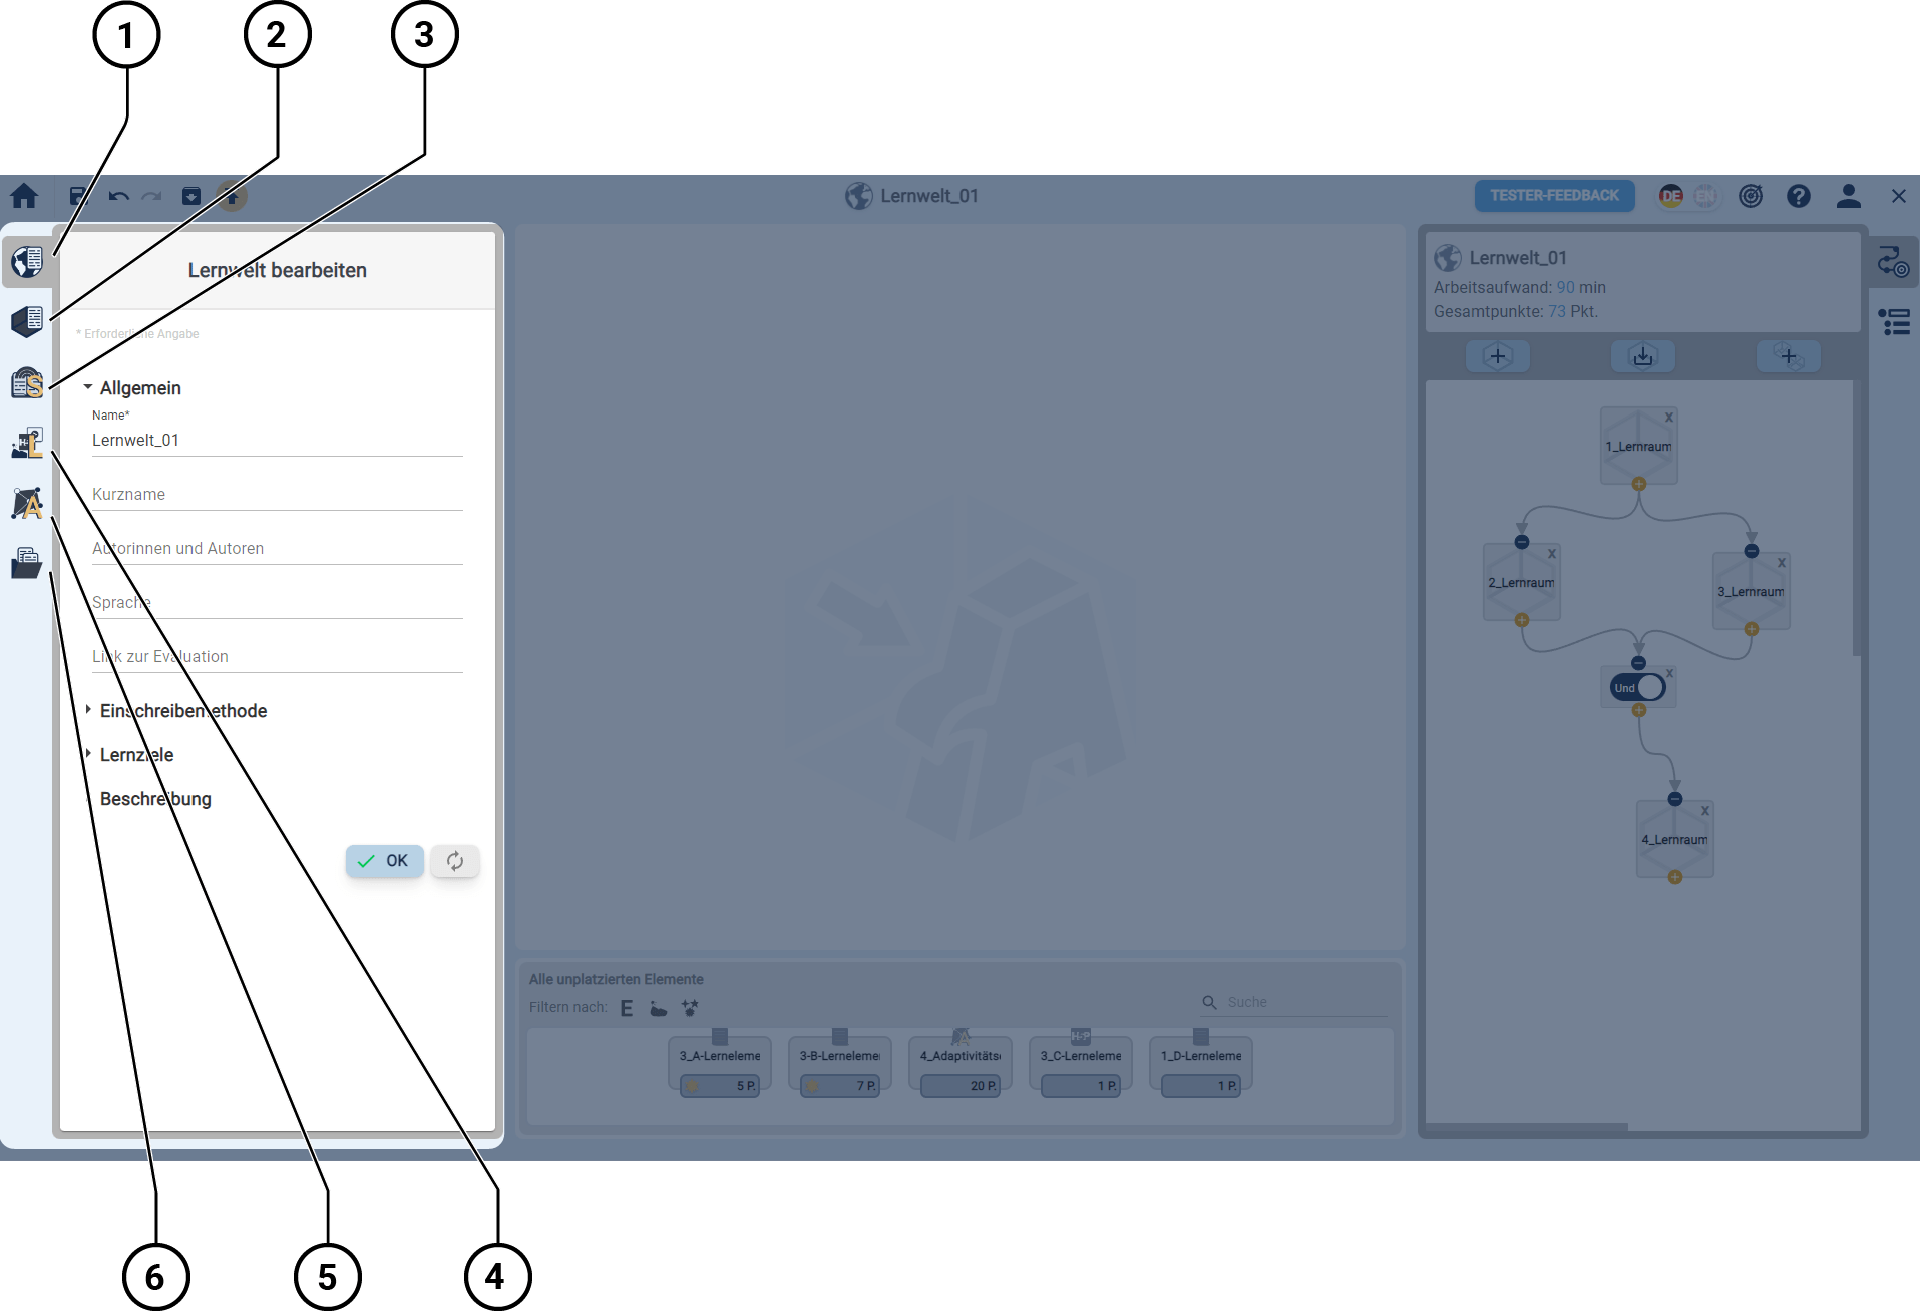 1
2
3
Lernwelt_01
TESTER-FEEDBACK
DE
EN
Lernwelt bearbeiten
* Erforderliche Angabe
Allgemein
Name*
Lernwelt_01
Kurzname
Autorinnen und Autoren
Sprache
Link zur Evaluation
Einschreibemethode
Lernziele
Beschreibung
OK
S
H-P
L
A
Lernwelt_01
Arbeitsaufwand: 90 min
Gesamtpunkte: 73 Pkt.
X
1_Lernraum
X
2_Lernraum
X
3_Lernraum
X
Und
X
4_Lernraum
Alle unplatzierten Elemente
Filtern nach:
E
Suche
3_A-Lerneleme
5 P.
3-B-Lernelemer
7 P.
A
4_Adaptivitäts
20 P.
H-P
3_C-Lerneleme
1 P.
1_D-Lerneleme
1 P.
6
5
4